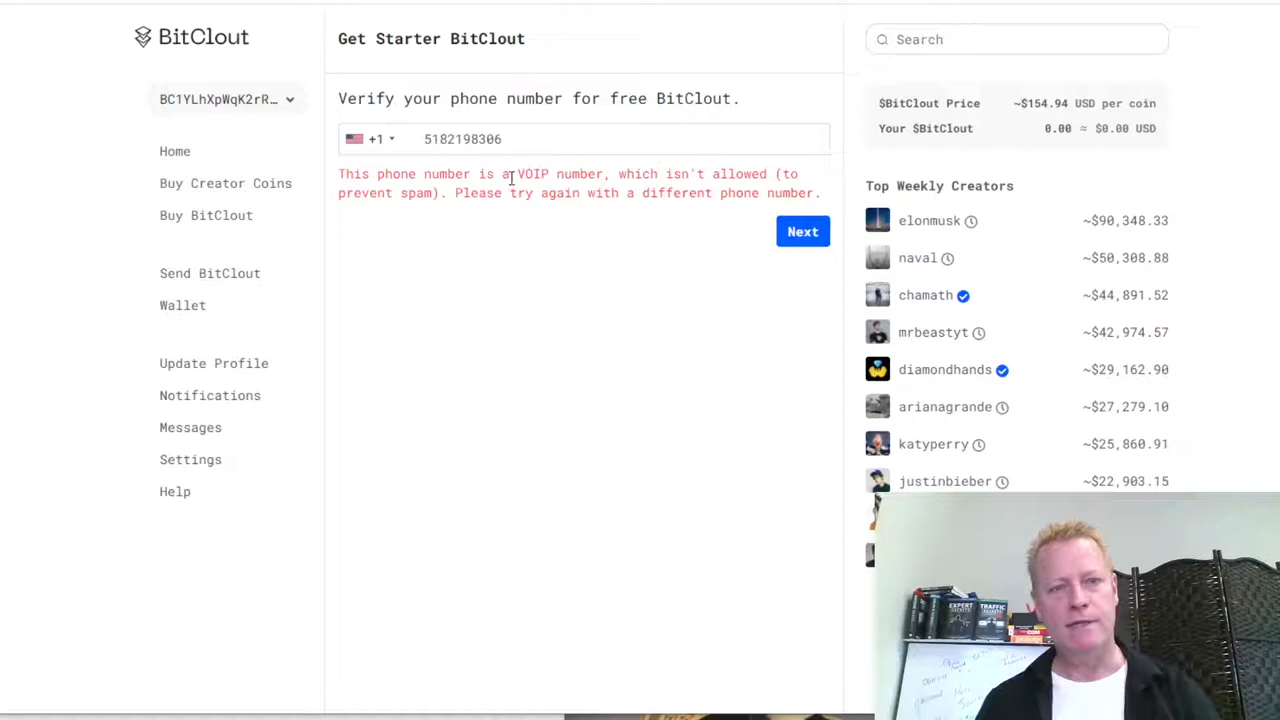 BitClout
BC1YLhXpWqK2rR...
Home
Buy Creator Coins
Buy BitClout
Send BitClout
Wallet
Update Profile
Notifications
Messages
Settings
Help
Get Starter BitClout
Verify your phone number for free BitClout.
+1 5182198306
This phone number is a VOIP number, which isn't allowed (to
prevent spam). Please try again with a different phone number.
Next
Search
$BitClout Price ~$154.94 USD per coin
Your $BitClout 0.00 ≈ $0.00 USD
Top Weekly Creators
elonmusk ~$90,348.33
naval ~$50,308.88
chamath ~$44,891.52
mrbeastyt ~$42,974.57
diamondhands ~$29,162.90
arianagrande ~$27,279.10
katyperry ~$25,860.91
justinbieber ~$22,903.15
EXPERT
SECRETS
TRAFFIC
SECRETS